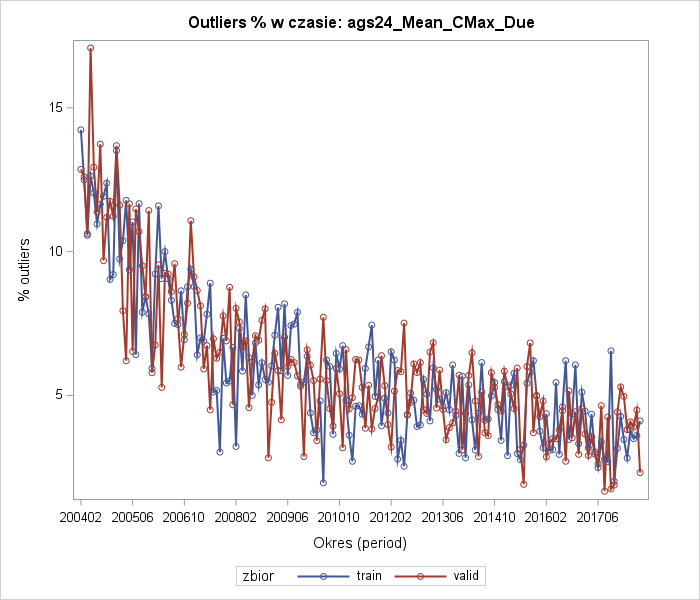 Outliers % w czasie: ags24_Mean_CMax_Due
15
10
5
% outliers
200402 200506 200610 200802 200906 201010 201202 201306 201410 201602 201706
Okres (period)
zbior train valid